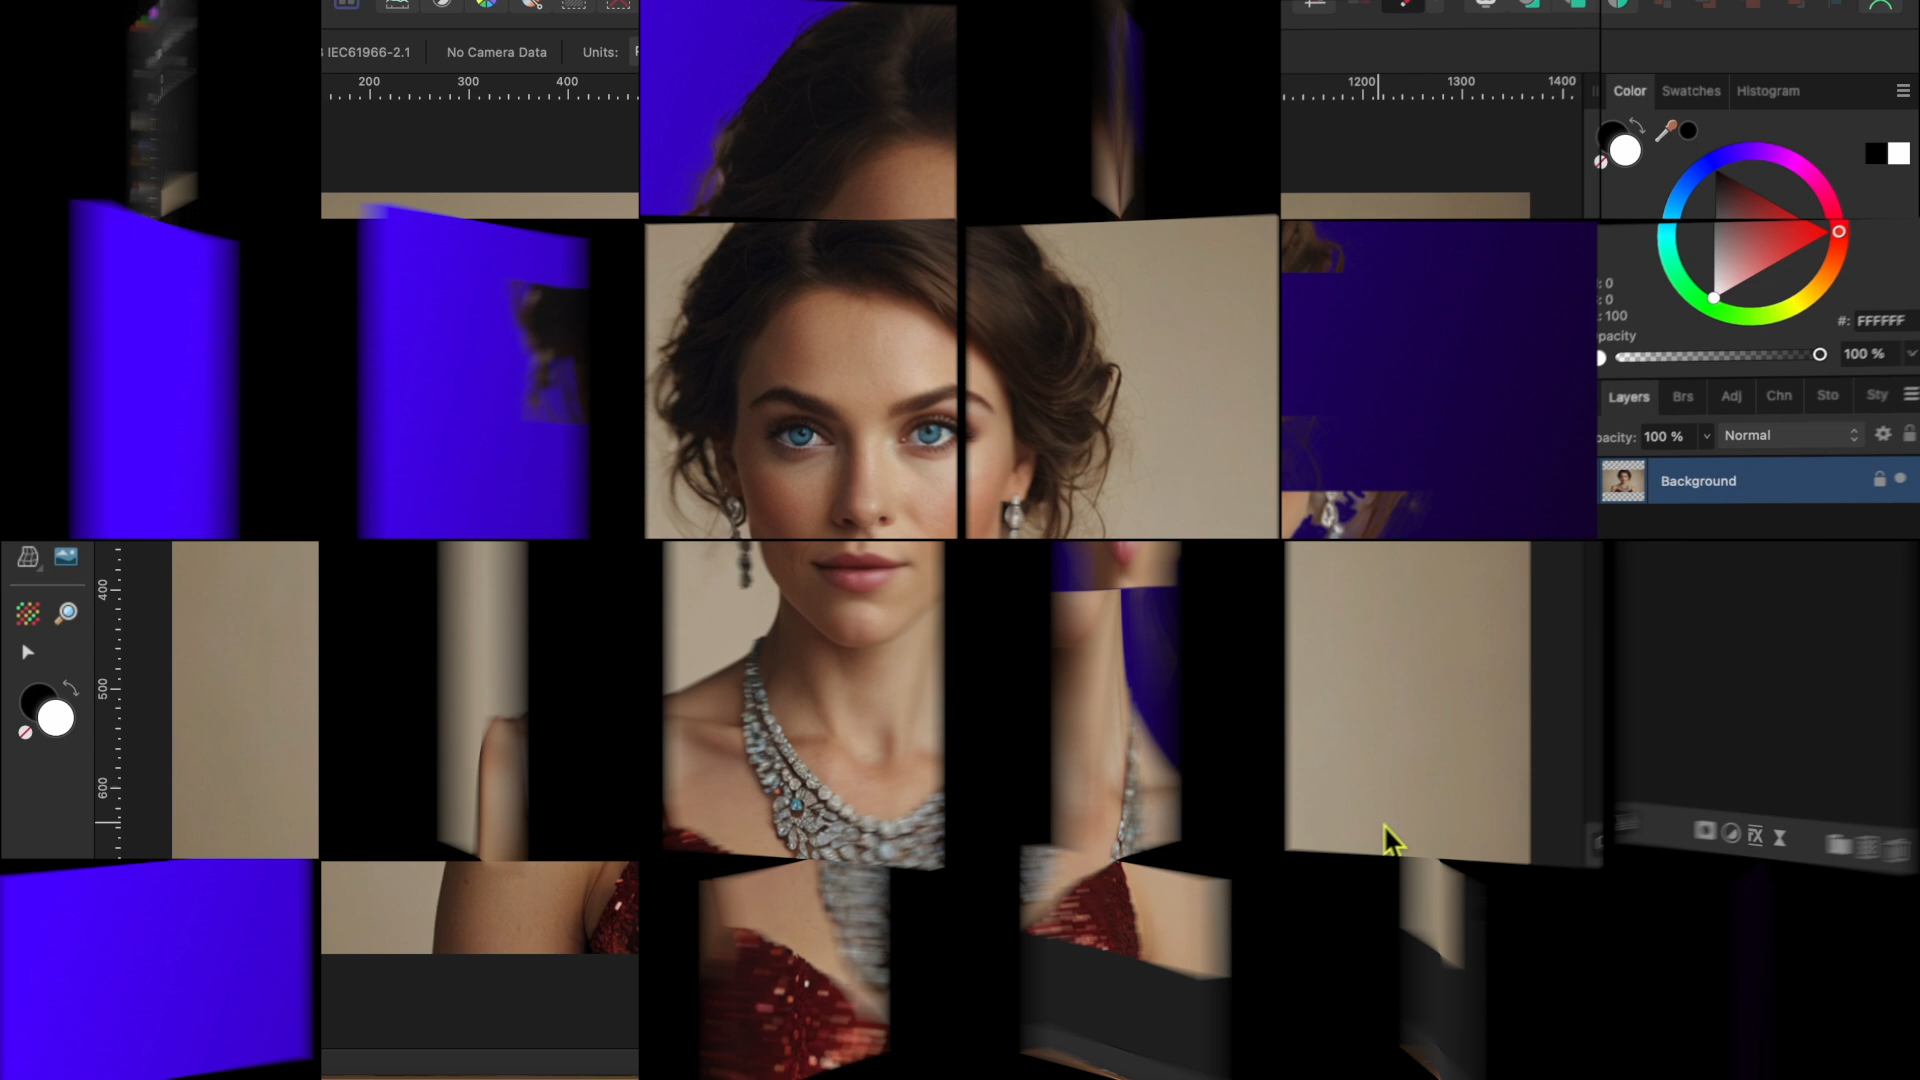 IEC61966-2.1 No Camera Data Units:
200 300 400
1200 1300 1400
Color Swatches Histogram
: 0
: 0
: 100
#: FFFFFF
pacity
100 %
Layers Brs Adj Chn Sto Sty
pacity: 100 % Normal
Background
400
500
600
FX